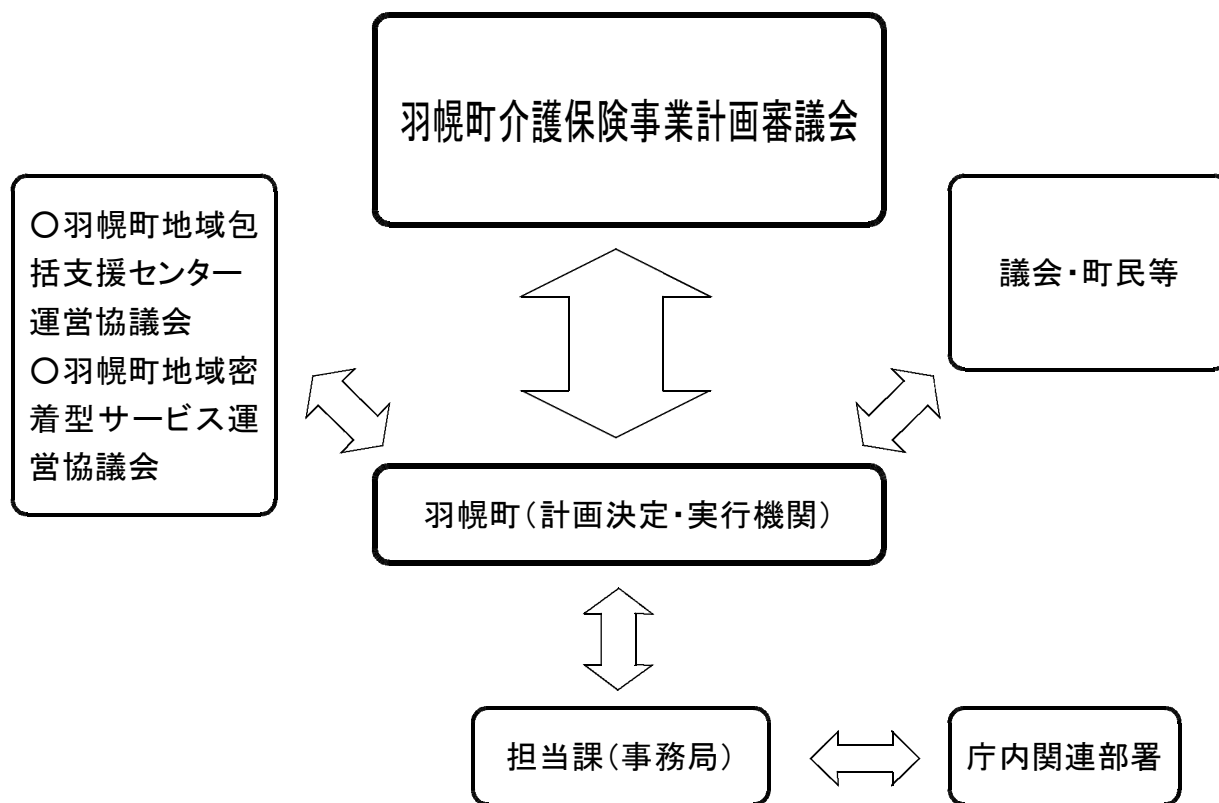 羽幌町介護保険事業計画審議会
〇羽幌町地域包
括支援センター
運営協議会
〇羽幌町地域密
着型サービス運
営協議会
議会・町民等
羽幌町（計画決定・実行機関）
担当課（事務局）
庁内関連部署